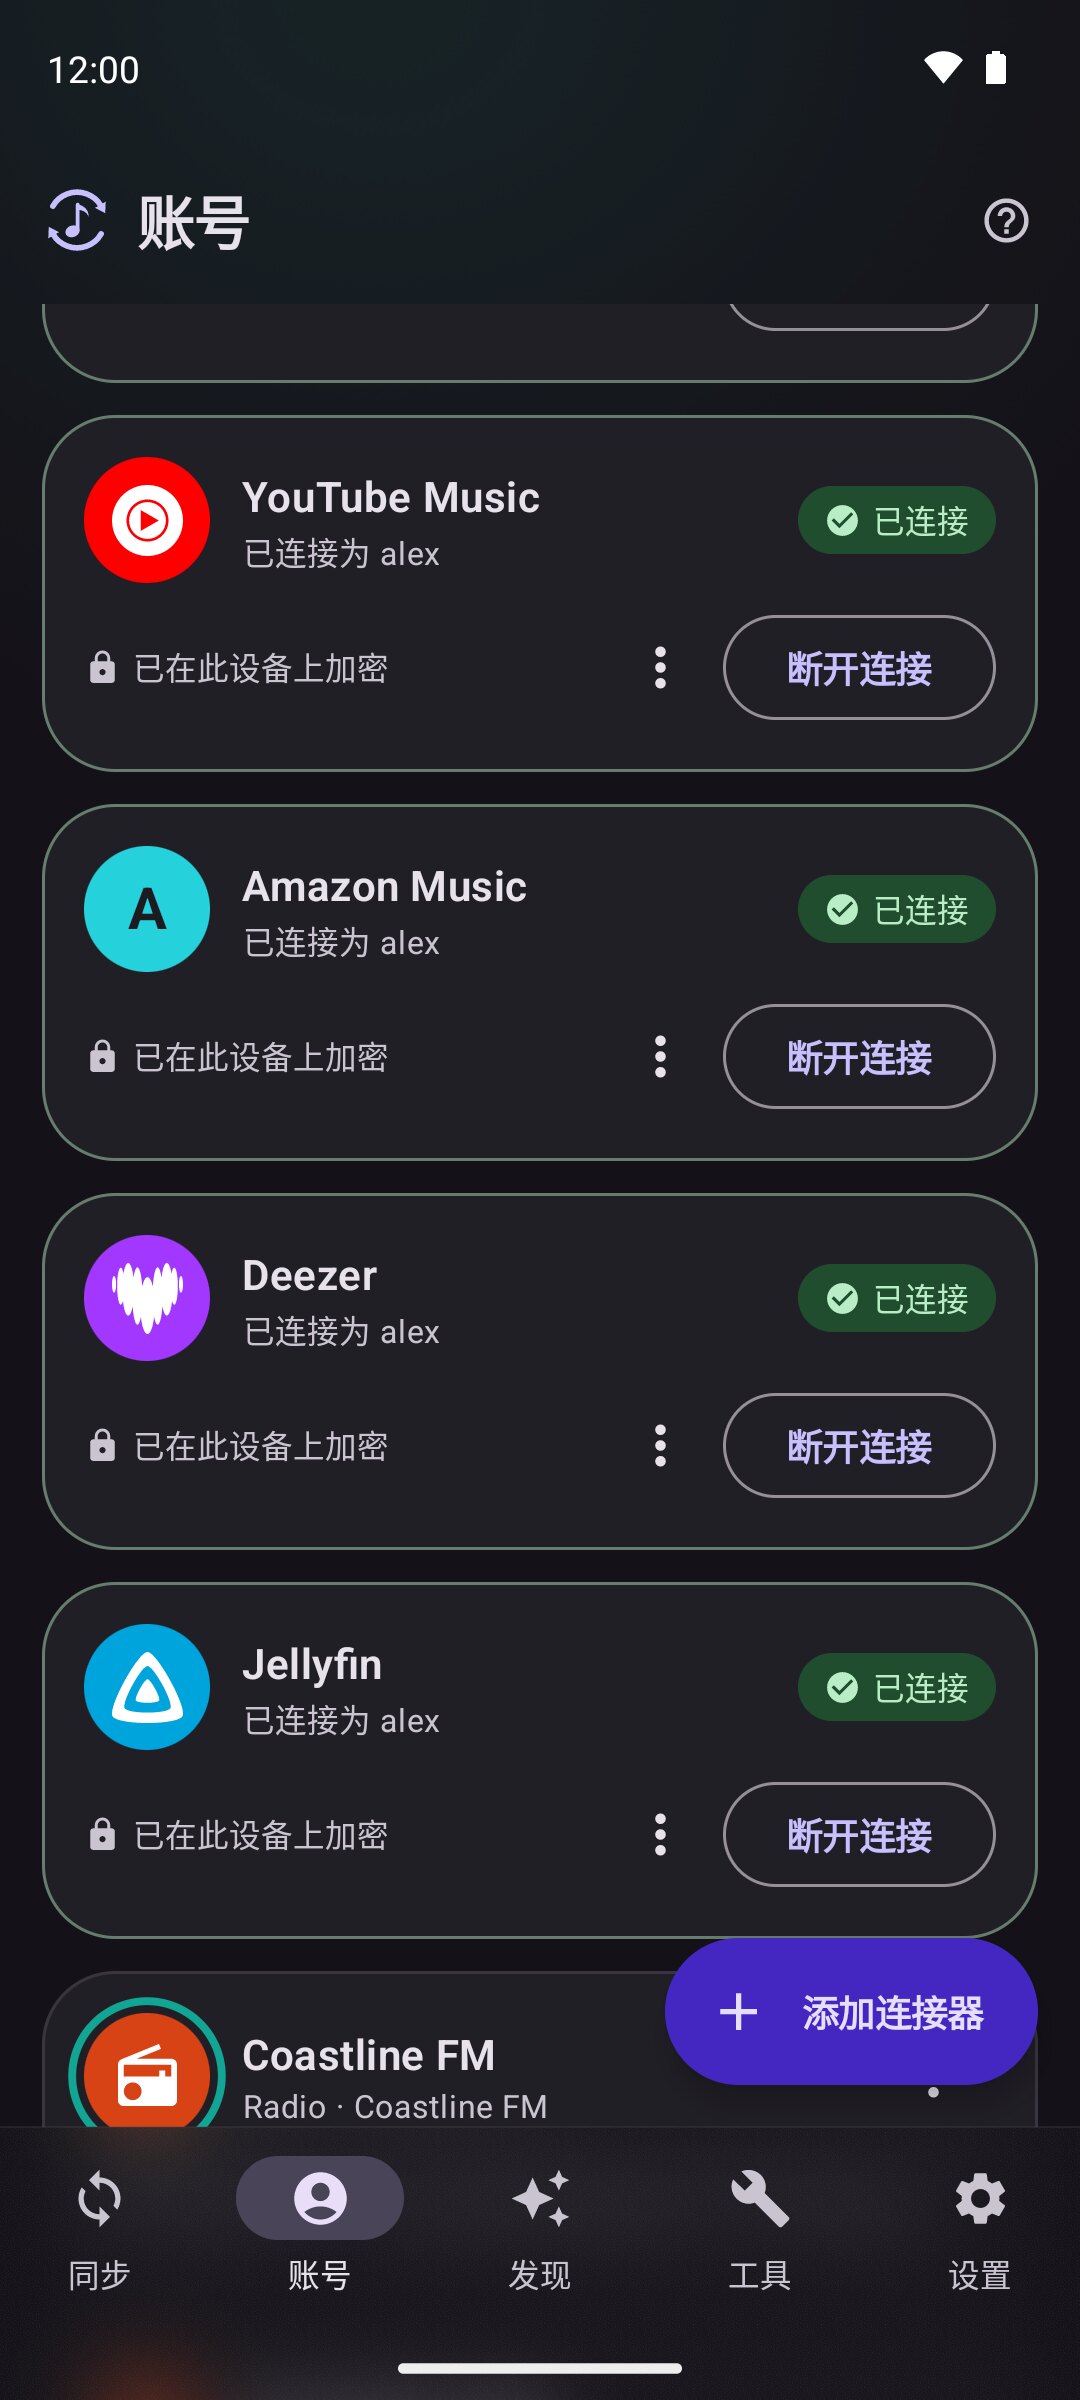 12:00
账号
YouTube Music
已连接为 alex
已连接
已在此设备上加密
断开连接
A
Amazon Music
已连接为 alex
已连接
已在此设备上加密
断开连接
Deezer
已连接为 alex
已连接
已在此设备上加密
断开连接
Jellyfin
已连接为 alex
已连接
已在此设备上加密
断开连接
添加连接器
Coastline FM
Radio · Coastline FM
同步
账号
发现
工具
设置